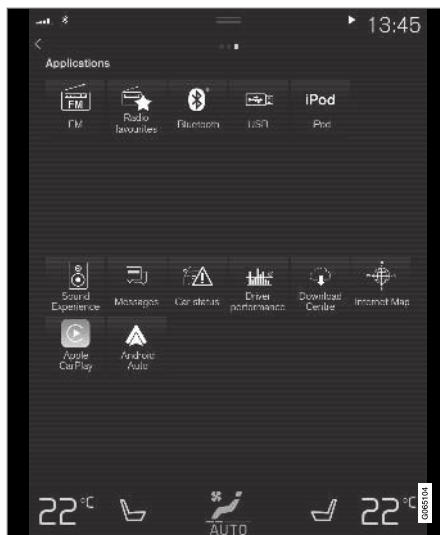 13:45
Applications
FM
FM
Radio
favourites
Bluetooth
USB
iPod
iPod
Sound
Experience
Messages
Car status
Driver
performance
Download
Centre
Internet Map
Apple
CarPlay
Android
Auto
22°C
22°C
AUTO
G065104